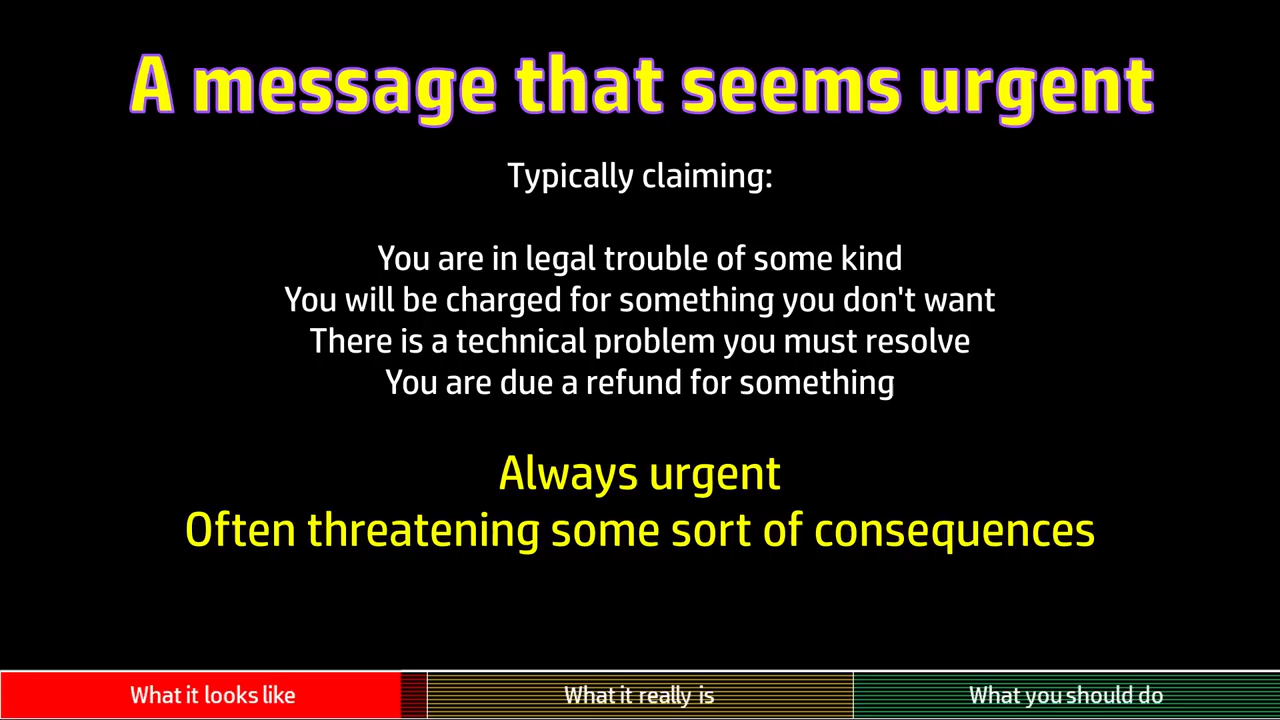 A message that seems urgent
Typically claiming:
You are in legal trouble of some kind
You will be charged for something you don't want
There is a technical problem you must resolve
You are due a refund for something
Always urgent
Often threatening some sort of consequences
What it looks like
What it really is
What you should do